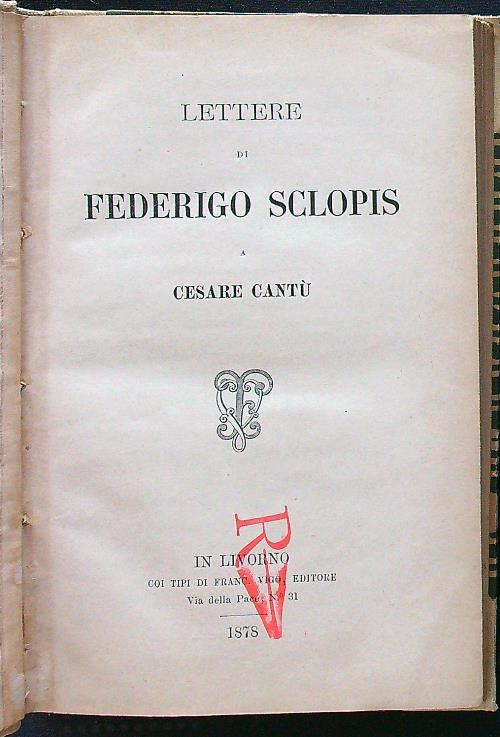 LETTERE
DI
FEDERIGO SCLOPIS
A
CESARE CANTÙ
IN LIVORNO
COI TIPI DI FRANC. VIGO, EDITORE
Via della Pace, N.º 31
1878